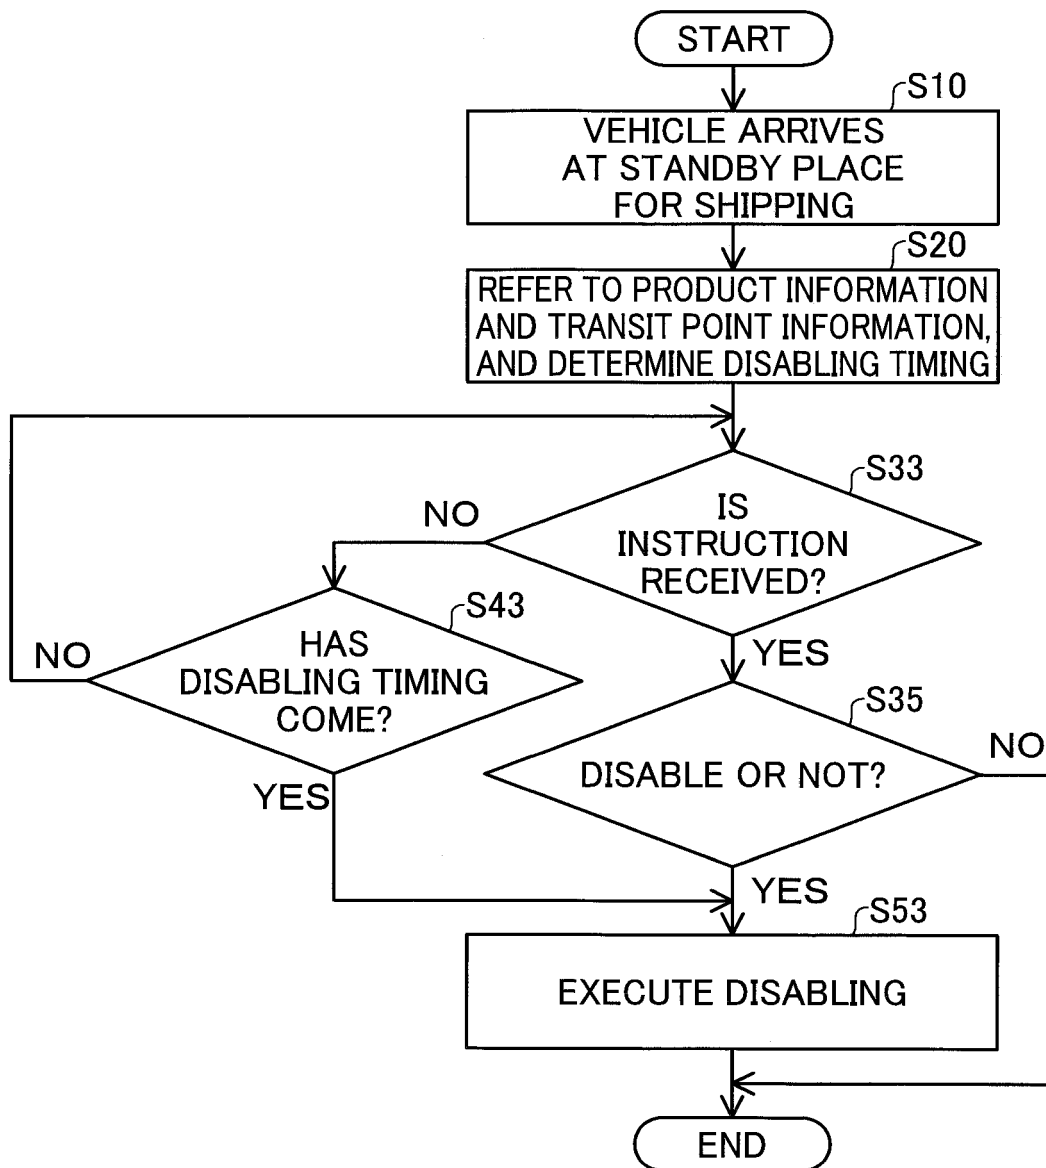 START
S10
VEHICLE ARRIVES
AT STANDBY PLACE
FOR SHIPPING
S20
REFER TO PRODUCT INFORMATION
AND TRANSIT POINT INFORMATION,
AND DETERMINE DISABLING TIMING
S33
NO
IS
INSTRUCTION
RECEIVED?
YES
S43
NO
HAS
DISABLING TIMING
COME?
YES
S35
NO
DISABLE OR NOT?
YES
S53
EXECUTE DISABLING
END